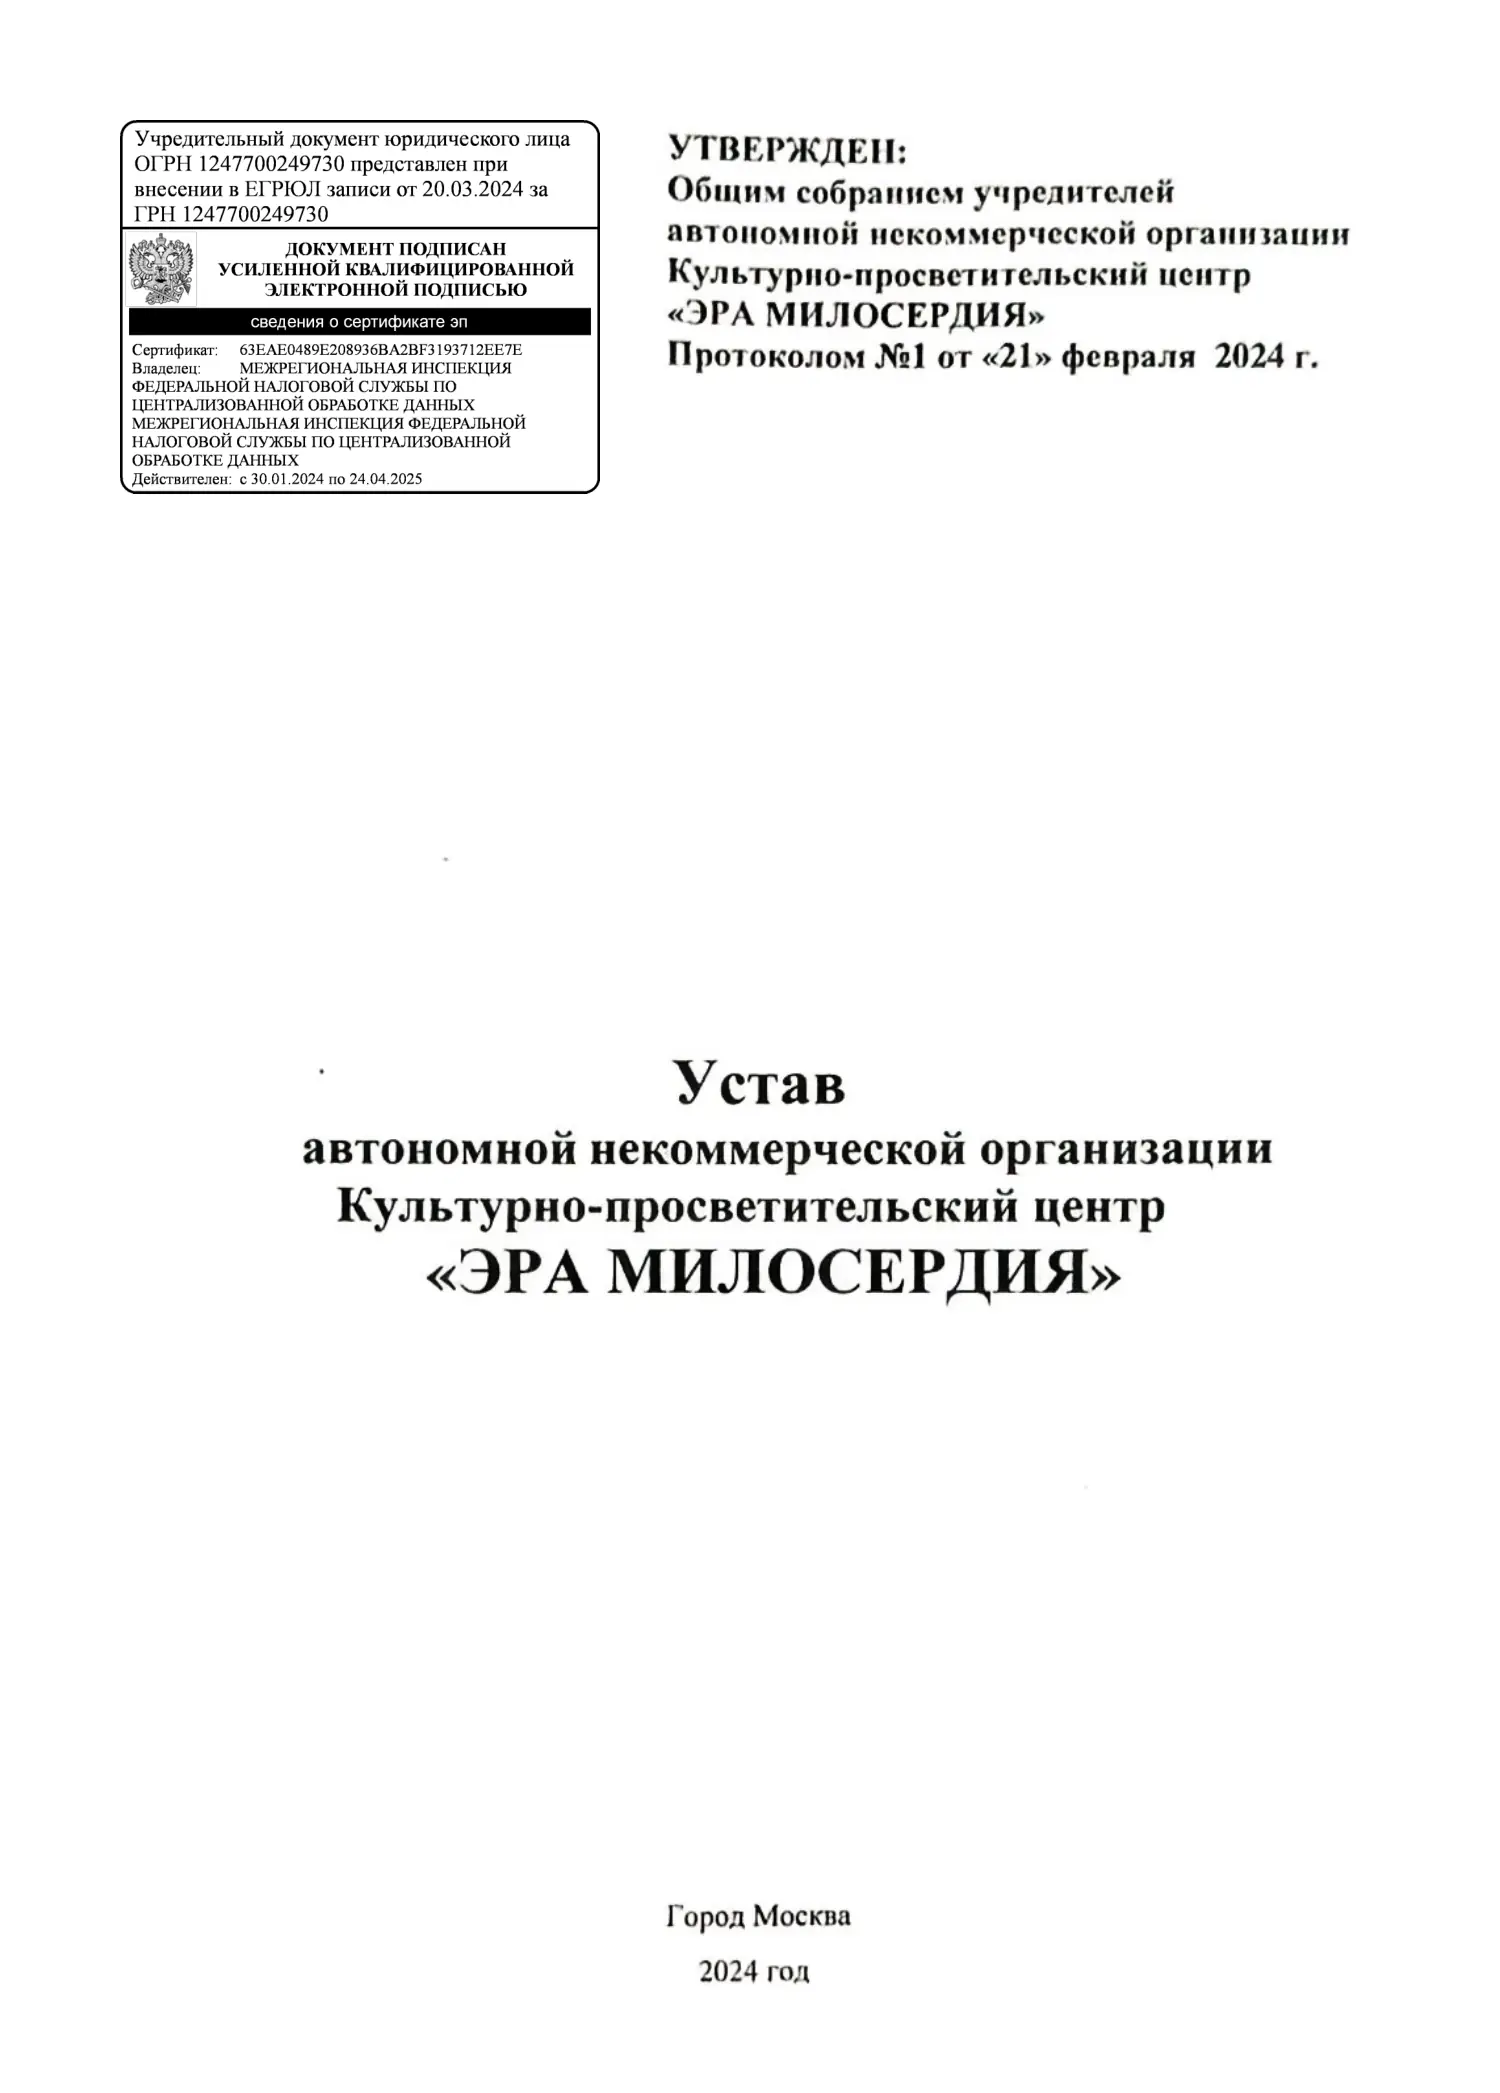 Учредительный документ юридического лица
ОГРН 1247700249730 представлен при
внесении в ЕГРЮЛ записи от 20.03.2024 за
ГРН 1247700249730
ДОКУМЕНТ ПОДПИСАН
УСИЛЕННОЙ КВАЛИФИЦИРОВАННОЙ
ЭЛЕКТРОННОЙ ПОДПИСЬЮ
сведения о сертификате эп
Сертификат: 63EAE0489E208936BA2BF3193712EE7E
Владелец: МЕЖРЕГИОНАЛЬНАЯ ИНСПЕКЦИЯ
ФЕДЕРАЛЬНОЙ НАЛОГОВОЙ СЛУЖБЫ ПО
ЦЕНТРАЛИЗОВАННОЙ ОБРАБОТКЕ ДАННЫХ
МЕЖРЕГИОНАЛЬНАЯ ИНСПЕКЦИЯ ФЕДЕРАЛЬНОЙ
НАЛОГОВОЙ СЛУЖБЫ ПО ЦЕНТРАЛИЗОВАННОЙ
ОБРАБОТКЕ ДАННЫХ
Действителен: с 30.01.2024 по 24.04.2025
УТВЕРЖДЕН:
Общим собранием учредителей
автономной некоммерческой организации
Культурно-просветительский центр
«ЭРА МИЛОСЕРДИЯ»
Протоколом №1 от «21» февраля 2024 г.
Устав
автономной некоммерческой организации
Культурно-просветительский центр
«ЭРА МИЛОСЕРДИЯ»
Город Москва
2024 год